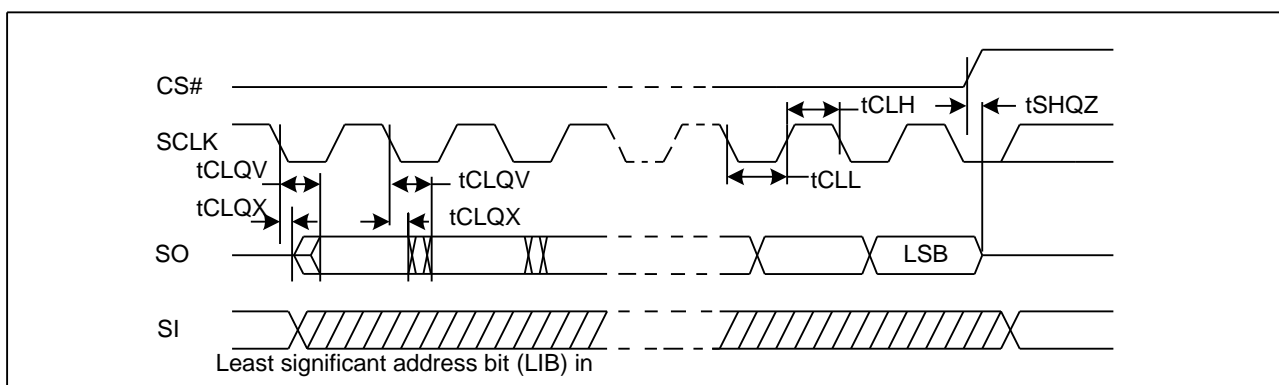 CS#
tCLH
tSHQZ
SCLK
tCLQV
tCLQV
tCLL
tCLQX
tCLQX
SO
LSB
SI
Least significant address bit (LIB) in